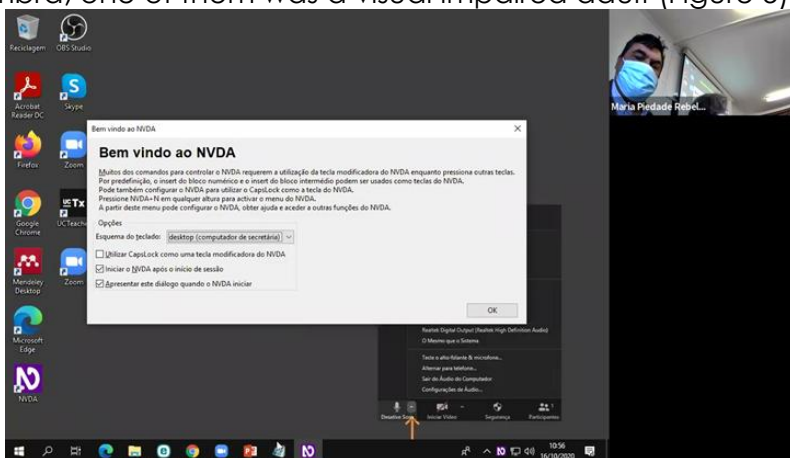 one of them was a visual impaired adult (Figure
Reciclagem
OBS Studio
Acrobat
Reader DC
Skype
Firefox
Zoom
Google
Chrome
UC Tx
UCTeach
Mendeley
Desktop
Zoom
Microsoft
Edge
NVDA
Bem vindo ao NVDA
Bem vindo ao NVDA
Muitos dos comandos para controlar o NVDA requerem a utilização da tecla modificadora do NVDA enquanto pressiona outras teclas.
Por predefinição, o insert do bloco numérico e o insert do bloco intermédio podem ser usados como teclas do NVDA.
Pode também configurar o NVDA para utilizar o CapsLock como a tecla do NVDA.
Pressione NVDA+N em qualquer altura para activar o menu do NVDA.
A partir deste menu pode configurar o NVDA, obter ajuda e aceder a outras funções do NVDA.
Opções
Esquema do teclado: desktop (computador de secretária)
Utilizar CapsLock como uma tecla modificadora do NVDA
Iniciar o NVDA após o início de sessão
Apresentar este diálogo quando o NVDA iniciar
OK
Realtek Digital Output (Realtek High Definition Audio)
O Mesmo que o Sistema
Teste o alto-falante & microfone...
Alternar para telefone...
Sair do Áudio do Computador
Configurações de Áudio...
Desative Som
Iniciar Vídeo
Segurança
Participantes
1
10:56
16/10/2020
Maria Piedade Rebel...